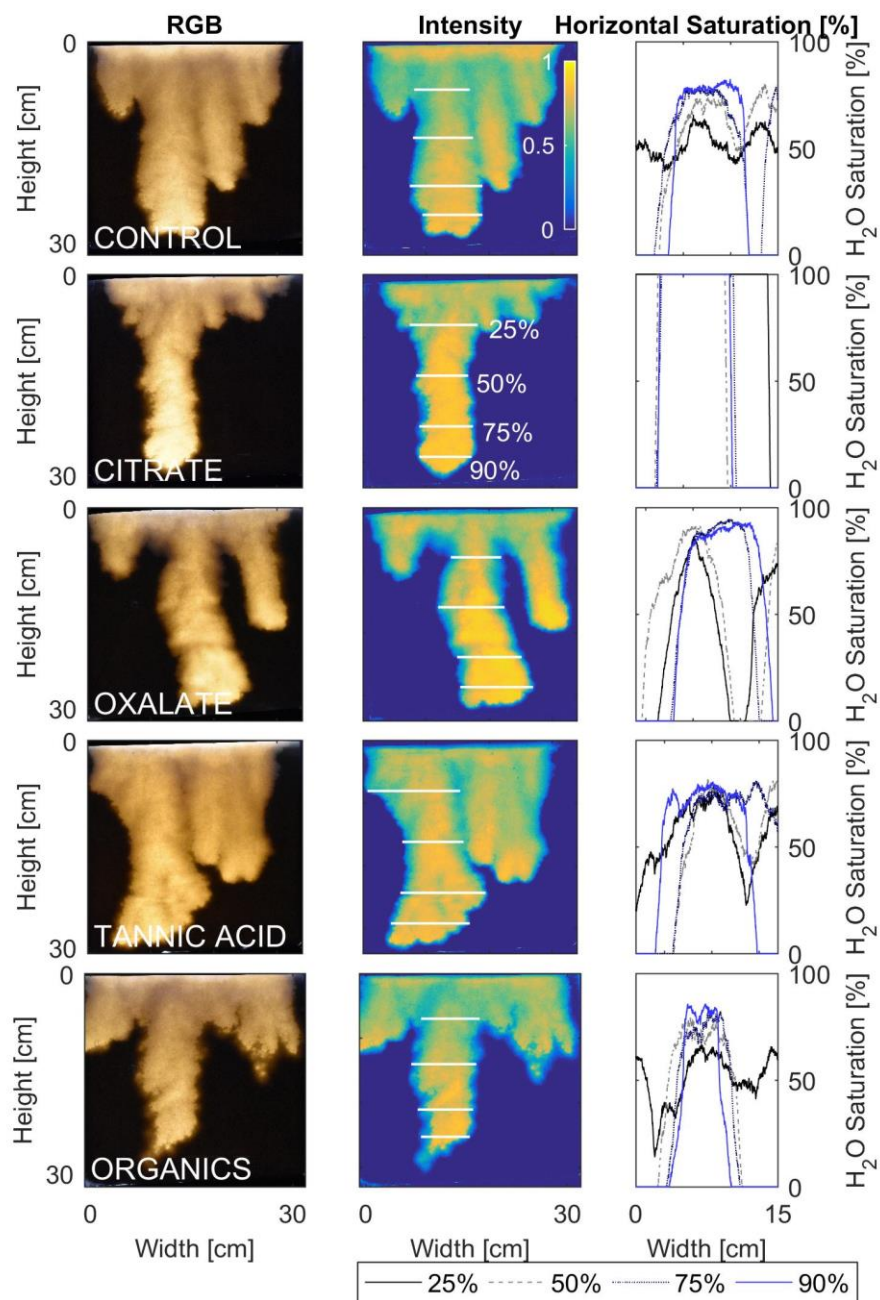 RGB Intensity Horizontal Saturation [%]
0 1 100
Height [cm] 0.5 50 H2O Saturation [%]
CONTROL 0
30 0
0 100
Height [cm] 25% 50 H2O Saturation [%]
50%
75%
CITRATE 90%
30 0
0 100
Height [cm] 50 H2O Saturation [%]
OXALATE
30 0
0 100
Height [cm] 50 H2O Saturation [%]
TANNIC ACID
30 0
0 100
Height [cm] 50 H2O Saturation [%]
ORGANICS
30 0
0 30 0 30 0 15
Width [cm] Width [cm] Width [cm]
25% 50% 75% 90%